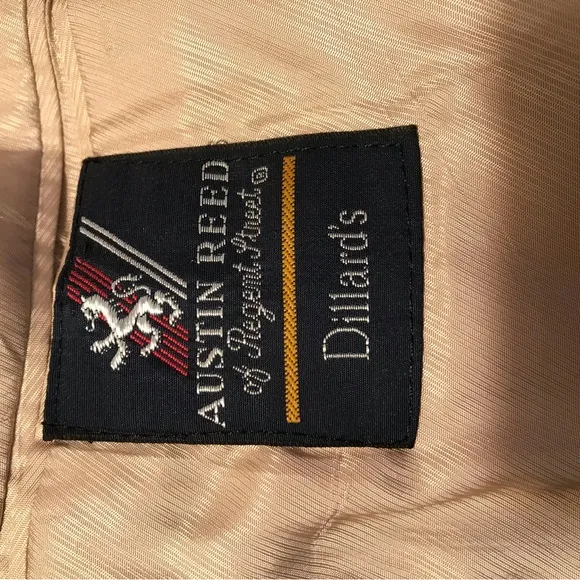 AUSTIN REED
of Regent Street®
Dillard's